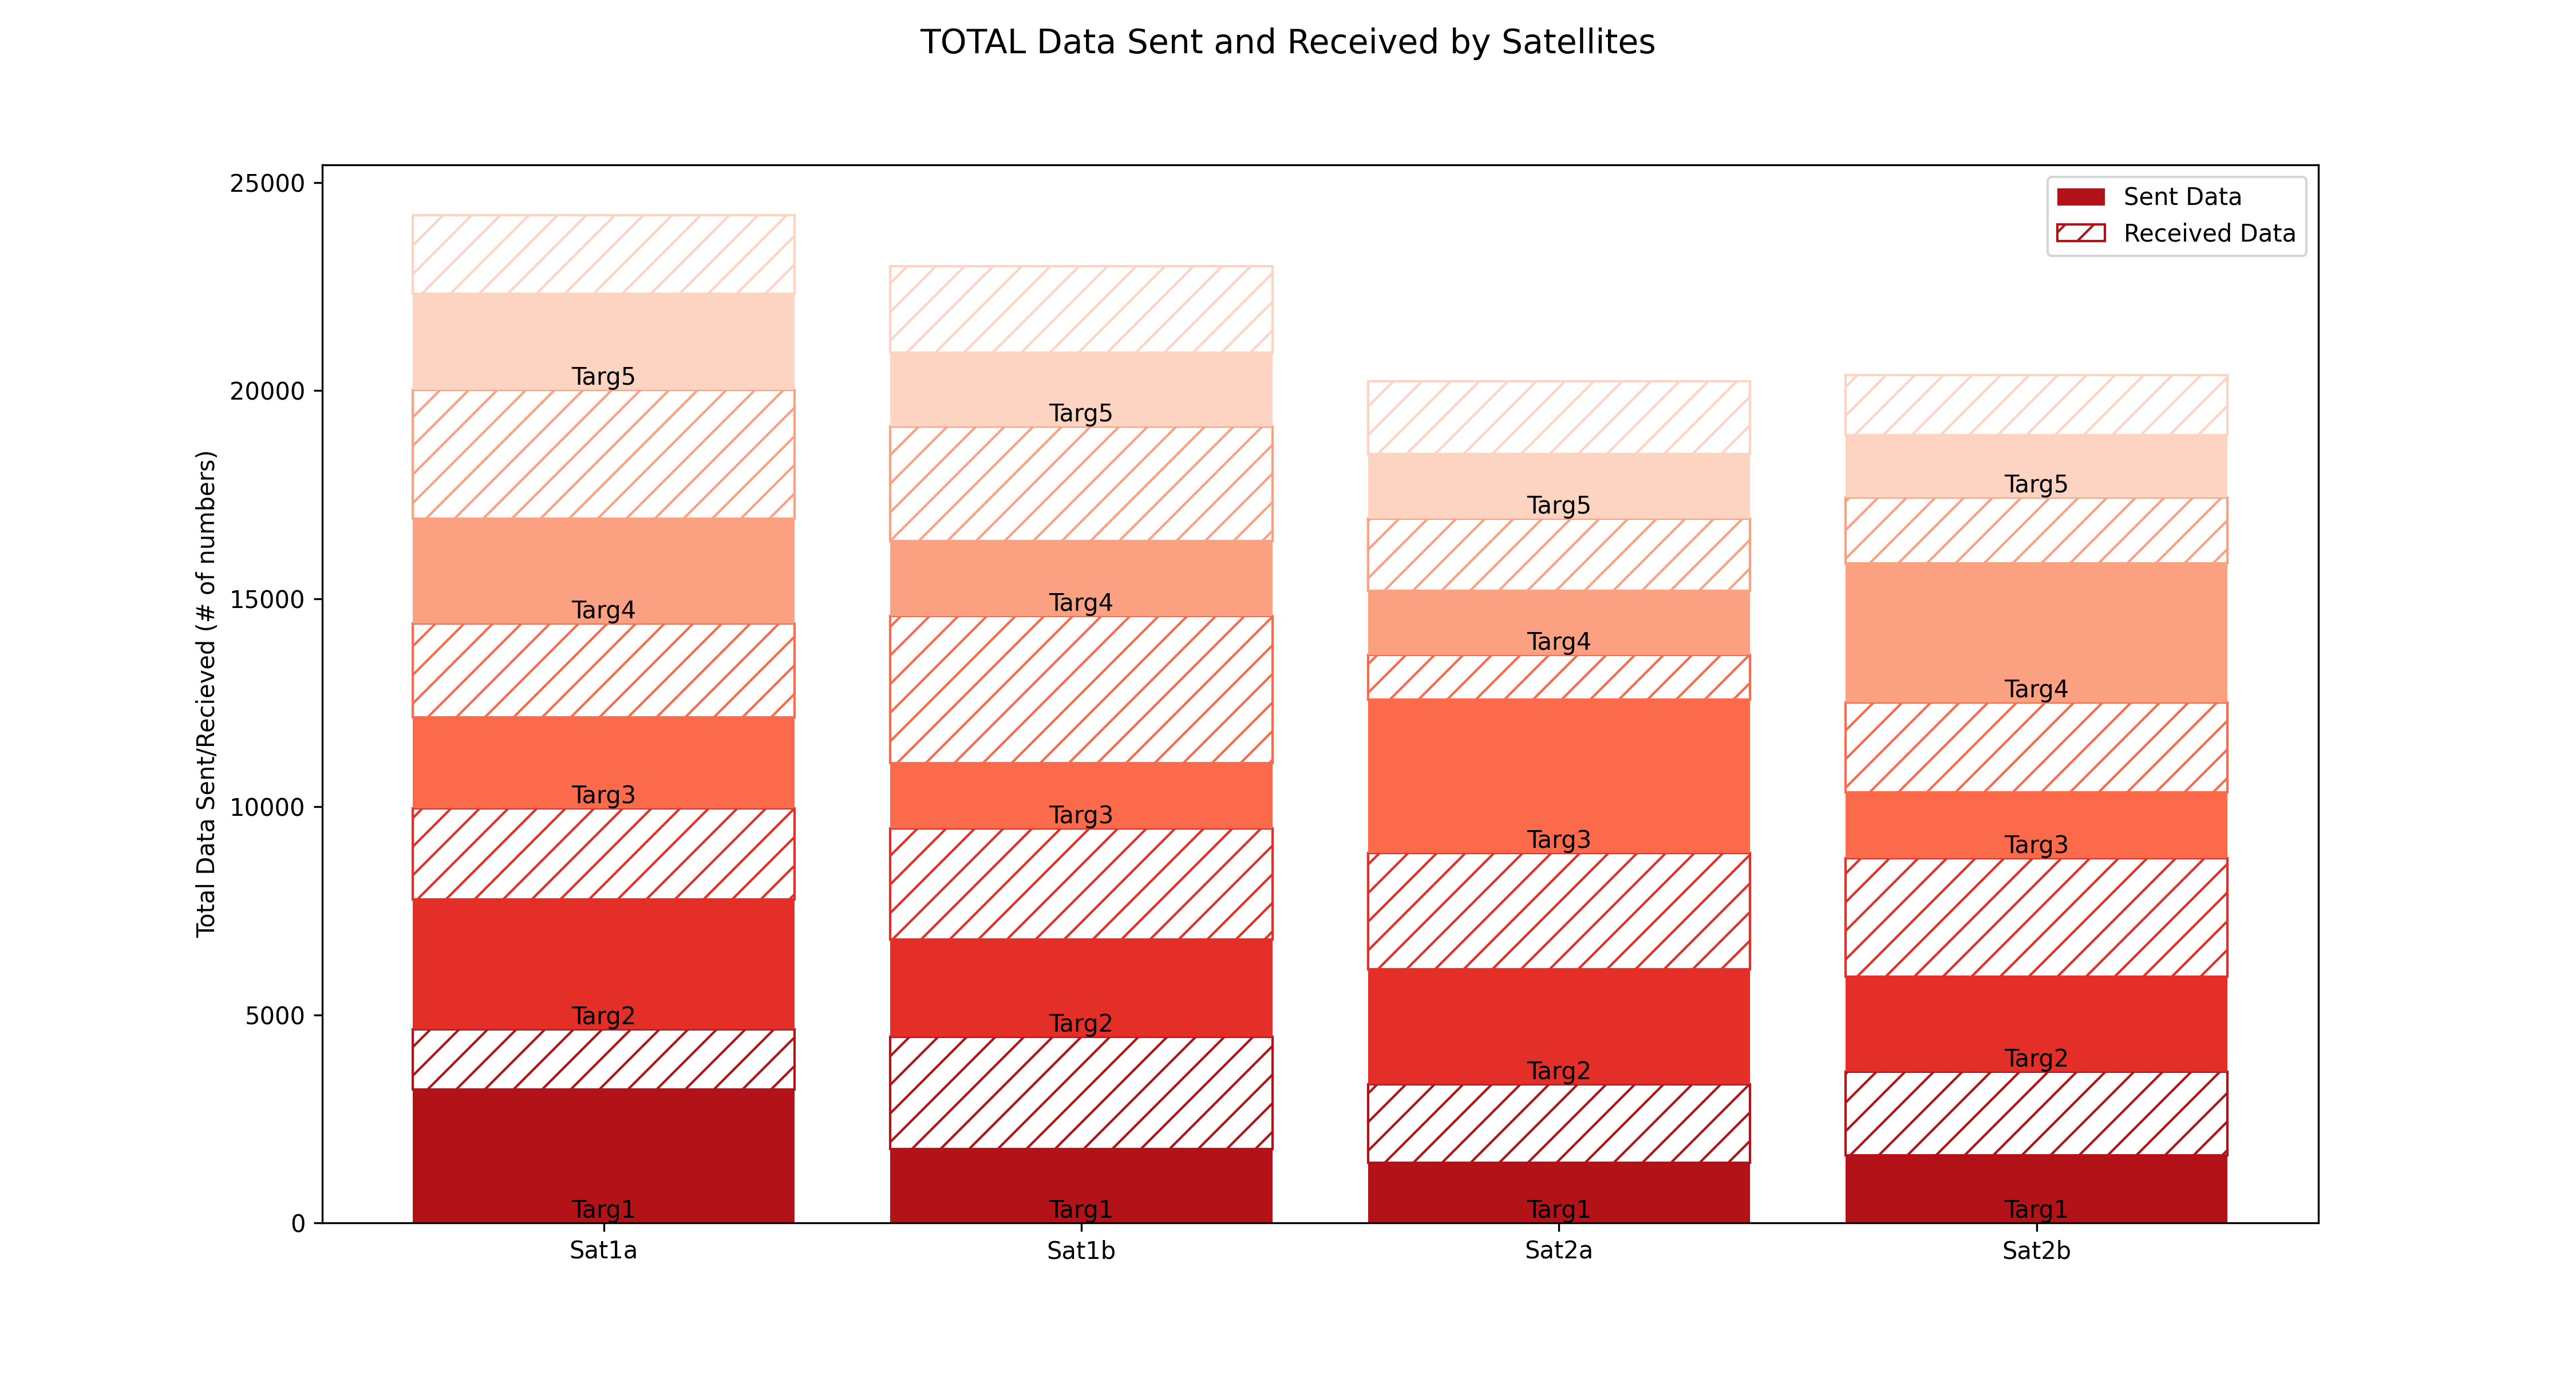 TOTAL Data Sent and Received by Satellites
Total Data Sent/Recieved (# of numbers)
25000
20000
15000
10000
5000
0
Sent Data
Received Data
Targ5
Targ4
Targ3
Targ2
Targ1
Targ5
Targ4
Targ3
Targ2
Targ1
Targ5
Targ4
Targ3
Targ2
Targ1
Targ5
Targ4
Targ3
Targ2
Targ1
Sat1a
Sat1b
Sat2a
Sat2b